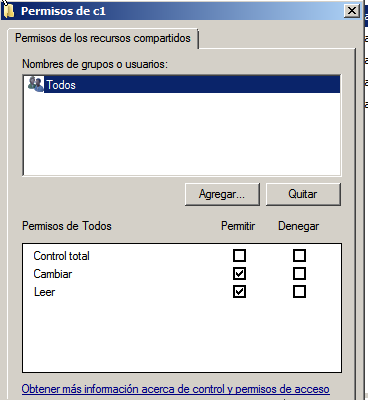 Permisos de c1
Permisos de los recursos compartidos
Nombres de grupos o usuarios:
Todos
Agregar...
Quitar
Permisos de Todos Permitir Denegar
Control total
Cambiar
Leer
Obtener más información acerca de control y permisos de acceso